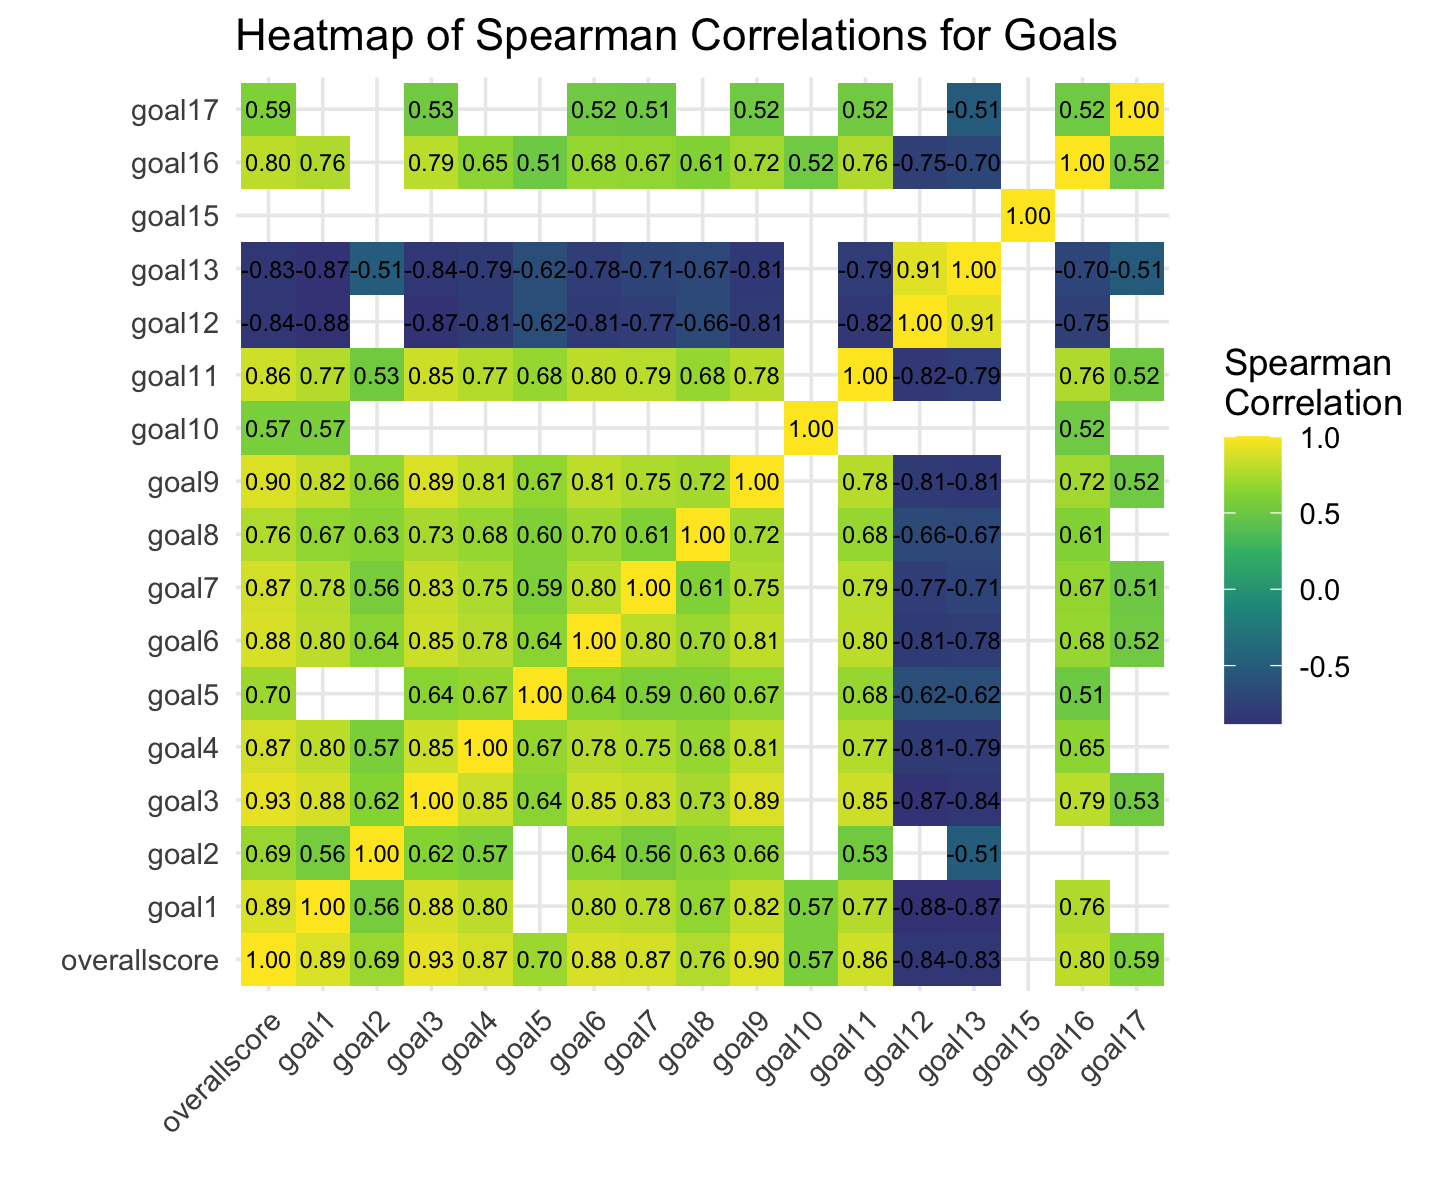 Heatmap of Spearman Correlations for Goals
goal17 0.59 0.53 0.52 0.51 0.52 0.52 -0.51 0.52 1.00
goal16 0.80 0.76 0.79 0.65 0.51 0.68 0.67 0.61 0.72 0.52 0.76 -0.75 -0.70 1.00 0.52
goal15 1.00
goal13 -0.83 -0.87 -0.51 -0.84 -0.79 -0.62 -0.78 -0.71 -0.67 -0.81 -0.79 0.91 1.00 -0.70 -0.51
goal12 -0.84 -0.88 -0.87 -0.81 -0.62 -0.81 -0.77 -0.66 -0.81 -0.82 1.00 0.91 -0.75
goal11 0.86 0.77 0.53 0.85 0.77 0.68 0.80 0.79 0.68 0.78 1.00 -0.82 -0.79 0.76 0.52
goal10 0.57 0.57 1.00 0.52
goal9 0.90 0.82 0.66 0.89 0.81 0.67 0.81 0.75 0.72 1.00 0.78 -0.81 -0.81 0.72 0.52
goal8 0.76 0.67 0.63 0.73 0.68 0.60 0.70 0.61 1.00 0.72 0.68 -0.66 -0.67 0.61
goal7 0.87 0.78 0.56 0.83 0.75 0.59 0.80 1.00 0.61 0.75 0.79 -0.77 -0.71 0.67 0.51
goal6 0.88 0.80 0.64 0.85 0.78 0.64 1.00 0.80 0.70 0.81 0.80 -0.81 -0.78 0.68 0.52
goal5 0.70 0.64 0.67 1.00 0.64 0.59 0.60 0.67 0.68 -0.62 -0.62 0.51
goal4 0.87 0.80 0.57 0.85 1.00 0.67 0.78 0.75 0.68 0.81 0.77 -0.81 -0.79 0.65
goal3 0.93 0.88 0.62 1.00 0.85 0.64 0.85 0.83 0.73 0.89 0.85 -0.87 -0.84 0.79 0.53
goal2 0.69 0.56 1.00 0.62 0.57 0.64 0.56 0.63 0.66 0.53 -0.51
goal1 0.89 1.00 0.56 0.88 0.80 0.80 0.78 0.67 0.82 0.57 0.77 -0.88 -0.87 0.76
overallscore 1.00 0.89 0.69 0.93 0.87 0.70 0.88 0.87 0.76 0.90 0.57 0.86 -0.84 -0.83 0.80 0.59
overallscore goal1 goal2 goal3 goal4 goal5 goal6 goal7 goal8 goal9 goal10 goal11 goal12 goal13 goal15 goal16 goal17
Spearman
Correlation
1.0
0.5
0.0
-0.5